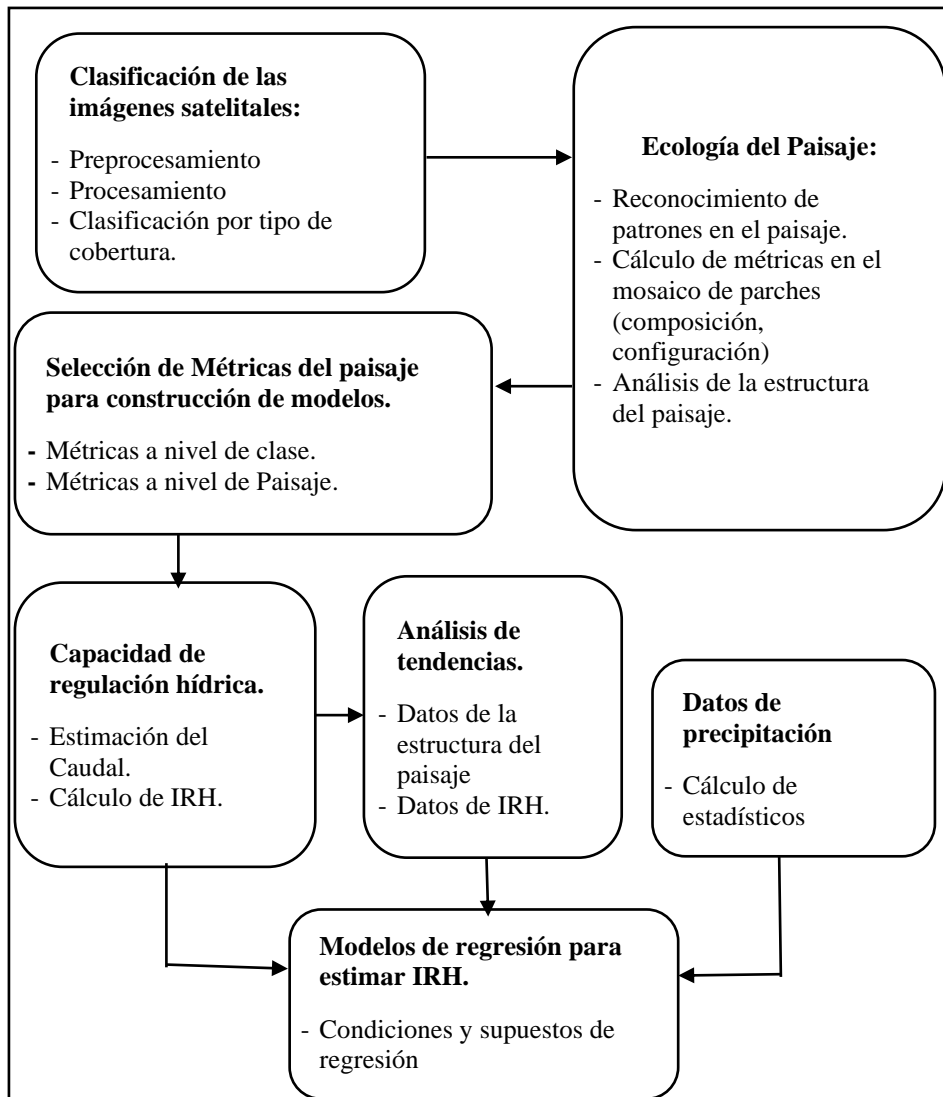 Clasificación de las
imágenes satelitales:
- Preprocesamiento
- Procesamiento
- Clasificación por tipo de
cobertura.
Ecología del Paisaje:
- Reconocimiento de
patrones en el paisaje.
- Cálculo de métricas en el
mosaico de parches
(composición,
configuración)
- Análisis de la estructura
del paisaje.
Selección de Métricas del paisaje
para construcción de modelos.
- Métricas a nivel de clase.
- Métricas a nivel de Paisaje.
Capacidad de
regulación hídrica.
- Estimación del
Caudal.
- Cálculo de IRH.
Análisis de
tendencias.
- Datos de la
estructura del
paisaje
- Datos de IRH.
Datos de
precipitación
- Cálculo de
estadísticos
Modelos de regresión para
estimar IRH.
- Condiciones y supuestos de
regresión